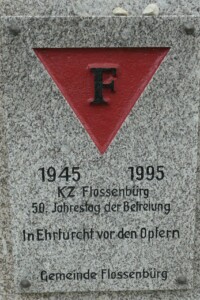 F
1945 1995
KZ Flossenbürg
50. Jahrestag der Befreiung
In Ehrfurcht vor den Opfern
Gemeinde Flossenbürg